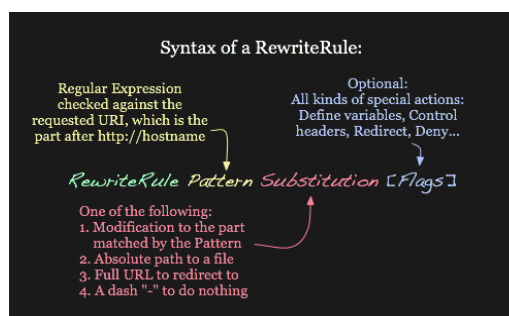 Syntax of a RewriteRule:
Regular Expression
checked against the
requested URI, which is the
part after http://hostname
Optional:
All kinds of special actions:
Define variables, Control
headers, Redirect, Deny...
RewriteRule Pattern Substitution [Flags]
One of the following:
1. Modification to the part
matched by the Pattern
2. Absolute path to a file
3. Full URL to redirect to
4. A dash "-" to do nothing